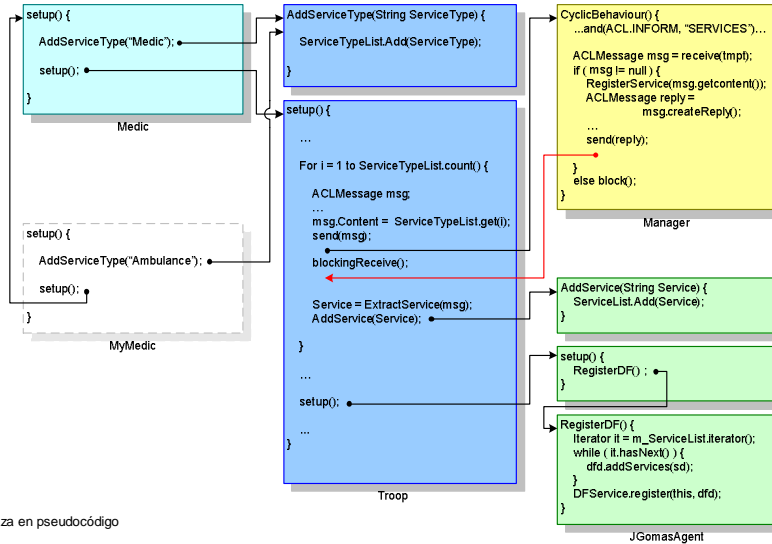 setup() {
AddServiceType("Medic");
setup();
}
Medic
setup() {
AddServiceType("Ambulance");
setup();
}
MyMedic
AddServiceType(String ServiceType) {
ServiceTypeList.Add(ServiceType);
}
setup() {
...
For i = 1 to ServiceTypeList.count() {
ACLMessage msg;
...
msg.Content = ServiceTypeList.get(i);
send(msg);
blockingReceive();
Service = ExtractService(msg);
AddService(Service);
}
...
setup();
...
}
Troop
CyclicBehaviour() {
...and(ACL.INFORM, "SERVICES")...
ACLMessage msg = receive(tmpt);
if ( msg != null ) {
RegisterService(msg.getcontent());
ACLMessage reply =
msg.createReply();
...
send(reply);
}
else block();
}
Manager
AddService(String Service) {
ServiceList.Add(Service);
}
setup() {
RegisterDF() ;
}
RegisterDF() {
Iterator it = m_ServiceList.iterator();
while ( it.hasNext() ) {
dfd.addServices(sd);
}
DFService.register(this, dfd);
}
JGomasAgent
za en pseudocódigo